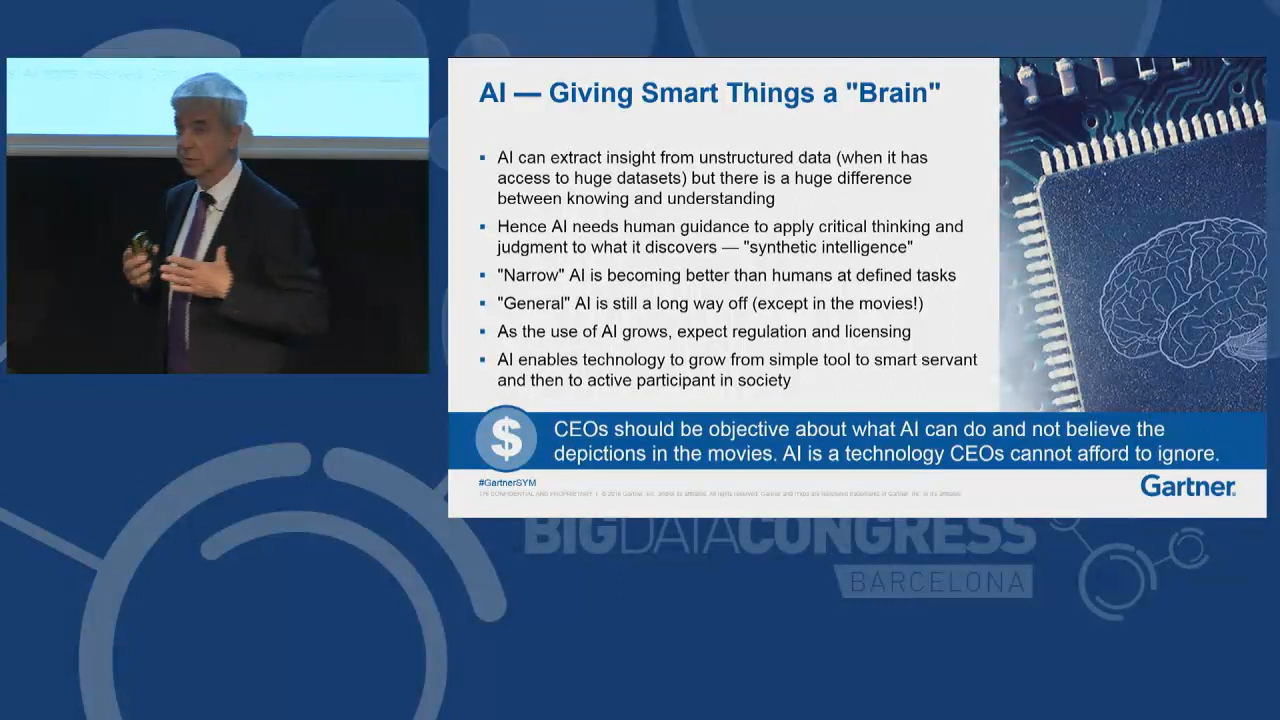 AI — Giving Smart Things a "Brain"
▪ AI can extract insight from unstructured data (when it has
access to huge datasets) but there is a huge difference
between knowing and understanding
▪ Hence AI needs human guidance to apply critical thinking and
judgment to what it discovers — "synthetic intelligence"
▪ "Narrow" AI is becoming better than humans at defined tasks
▪ "General" AI is still a long way off (except in the movies!)
▪ As the use of AI grows, expect regulation and licensing
▪ AI enables technology to grow from simple tool to smart servant
and then to active participant in society
$
CEOs should be objective about what AI can do and not believe the
depictions in the movies. AI is a technology CEOs cannot afford to ignore.
#GartnerSYM
Gartner.
BIGDATACONGRESS
BARCELONA